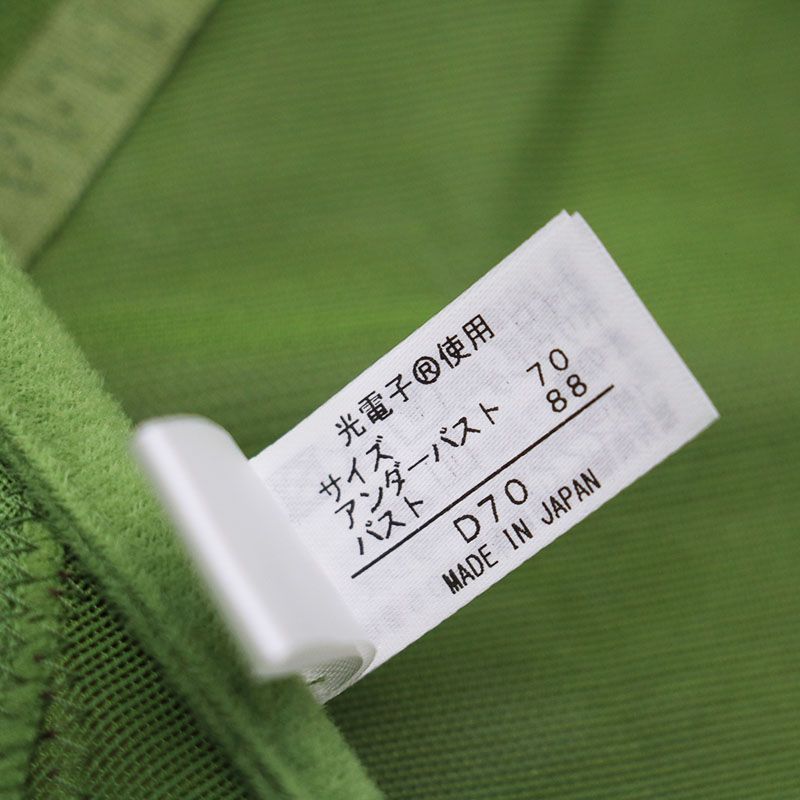 光電子®使用
サイズ
アンダーバスト 70
バスト 88
D70
MADE IN JAPAN